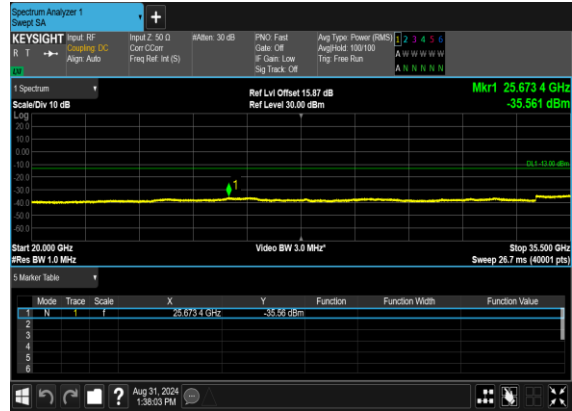 Spectrum Analyzer 1
Swept SA
+
KEYSIGHT Input: RF Input Z: 50 Ω #Atten: 30 dB PNO: Fast Avg Type: Power (RMS) 1 2 3 4 5 6
R T Coupling: DC Corr CCorr Gate: Off Avg|Hold: 100/100 A W W W W W
Align: Auto Freq Ref: Int (S) IF Gain: Low Trig: Free Run
Sig Track: Off A N N N N N
1 Spectrum Ref Lvl Offset 15.87 dB Mkr1 25.673 4 GHz
Scale/Div 10 dB Ref Level 30.00 dBm -35.561 dBm
Log
20.0
10.0
0.00
-10.0
DL1 -13.00 dBm
-20.0
-30.0
1
-40.0
-50.0
-60.0
Start 20.000 GHz Video BW 3.0 MHz* Stop 35.500 GHz
#Res BW 1.0 MHz Sweep 26.7 ms (40001 pts)
5 Marker Table
Mode Trace Scale X Y Function Function Width Function Value
1 N 1 f 25.673 4 GHz -35.56 dBm
2
3
4
5
6
? Aug 31, 2024
1:38:03 PM